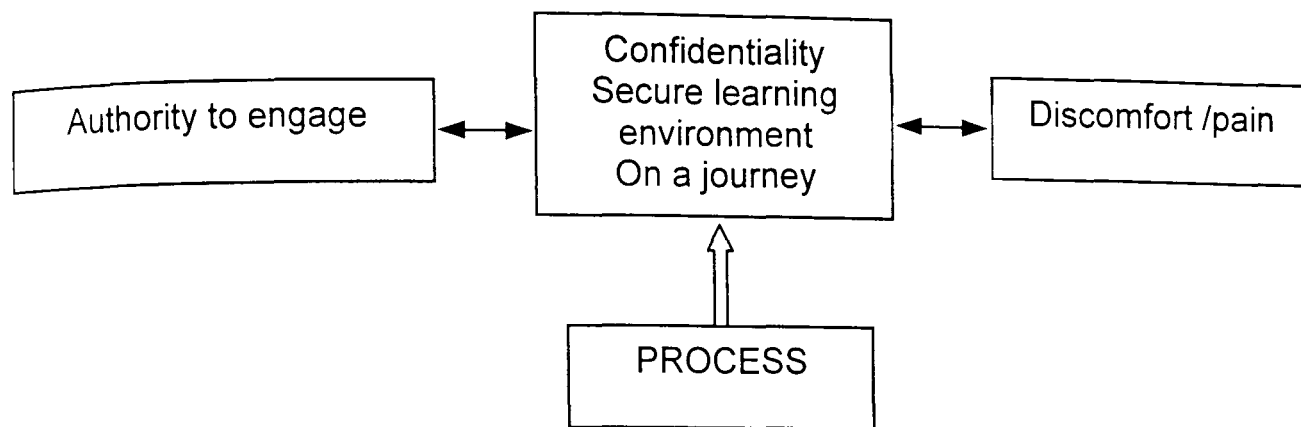 Authority to engage
Confidentiality
Secure learning
environment
On a journey
Discomfort /pain
PROCESS